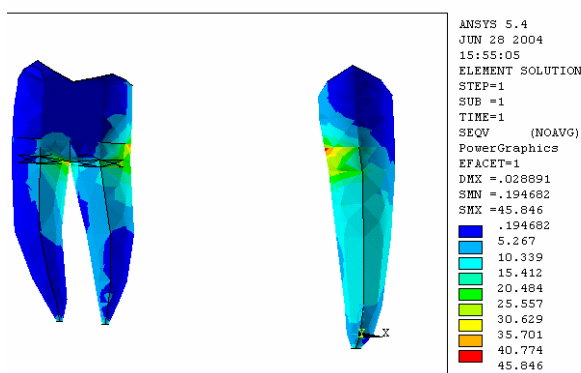 ANSYS 5.4
JUN 28 2004
15:55:05
ELEMENT SOLUTION
STEP=1
SUB =1
TIME=1
SEQV (NOAVG)
PowerGraphics
EFACET=1
DMX =.028891
SMN =.194682
SMX =45.846
.194682
5.267
10.339
15.412
20.484
25.557
30.629
35.701
40.774
45.846
X